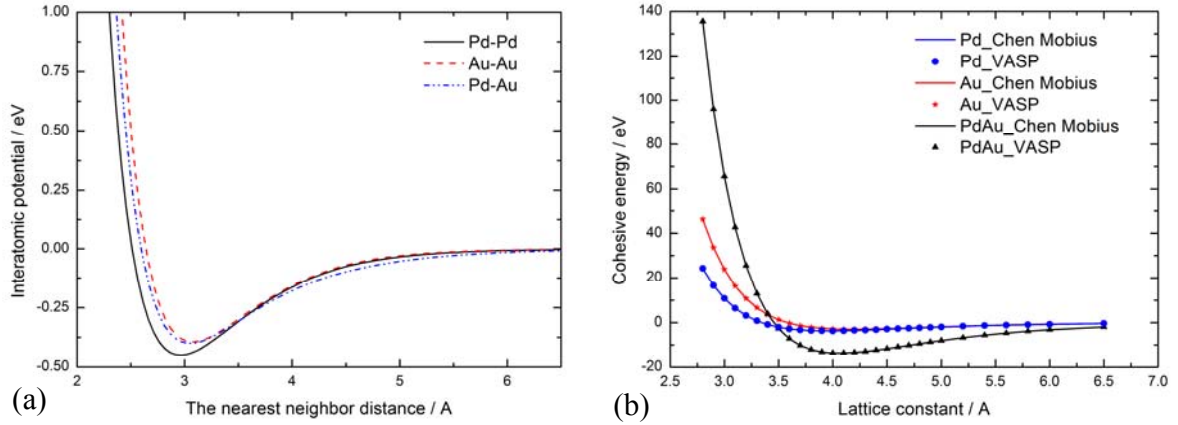 1.00
0.75
0.50
0.25
0.00
-0.25
-0.50
Interatomic potential / eV
Pd-Pd
Au-Au
Pd-Au
2 3 4 5 6
The nearest neighbor distance / A
(a)
140
120
100
80
60
40
20
0
-20
Cohesive energy / eV
Pd_Chen Mobius
Pd_VASP
Au_Chen Mobius
Au_VASP
PdAu_Chen Mobius
PdAu_VASP
2.5 3.0 3.5 4.0 4.5 5.0 5.5 6.0 6.5 7.0
Lattice constant / A
(b)